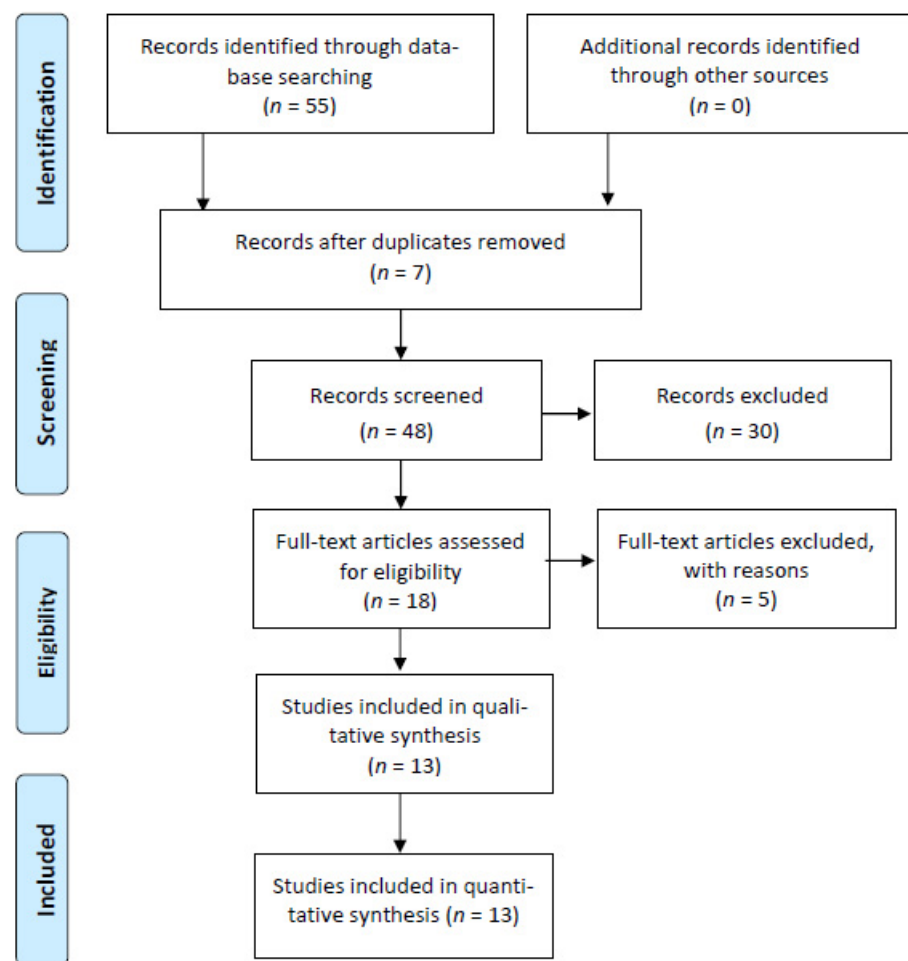 Identification
Records identified through data-
base searching
(n = 55)
Additional records identified
through other sources
(n = 0)
Records after duplicates removed
(n = 7)
Screening
Records screened
(n = 48)
Records excluded
(n = 30)
Eligibility
Full-text articles assessed
for eligibility
(n = 18)
Full-text articles excluded,
with reasons
(n = 5)
Studies included in quali-
tative synthesis
(n = 13)
Included
Studies included in quanti-
tative synthesis (n = 13)